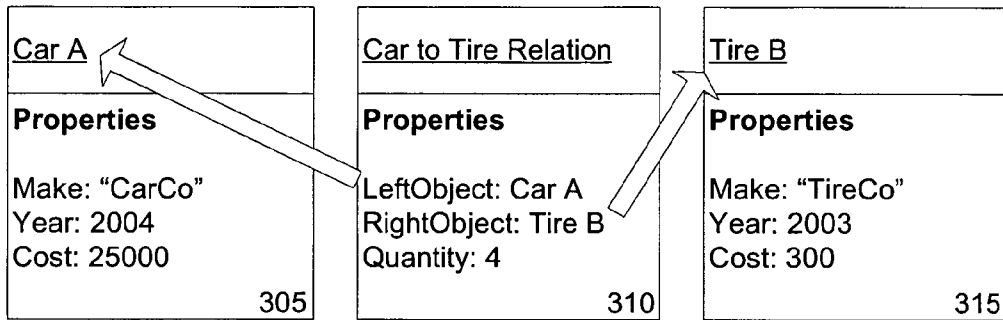 Car A
Properties
Make: “CarCo”
Year: 2004
Cost: 25000
305
Car to Tire Relation
Properties
LeftObject: Car A
RightObject: Tire B
Quantity: 4
310
Tire B
Properties
Make: “TireCo”
Year: 2003
Cost: 300
315